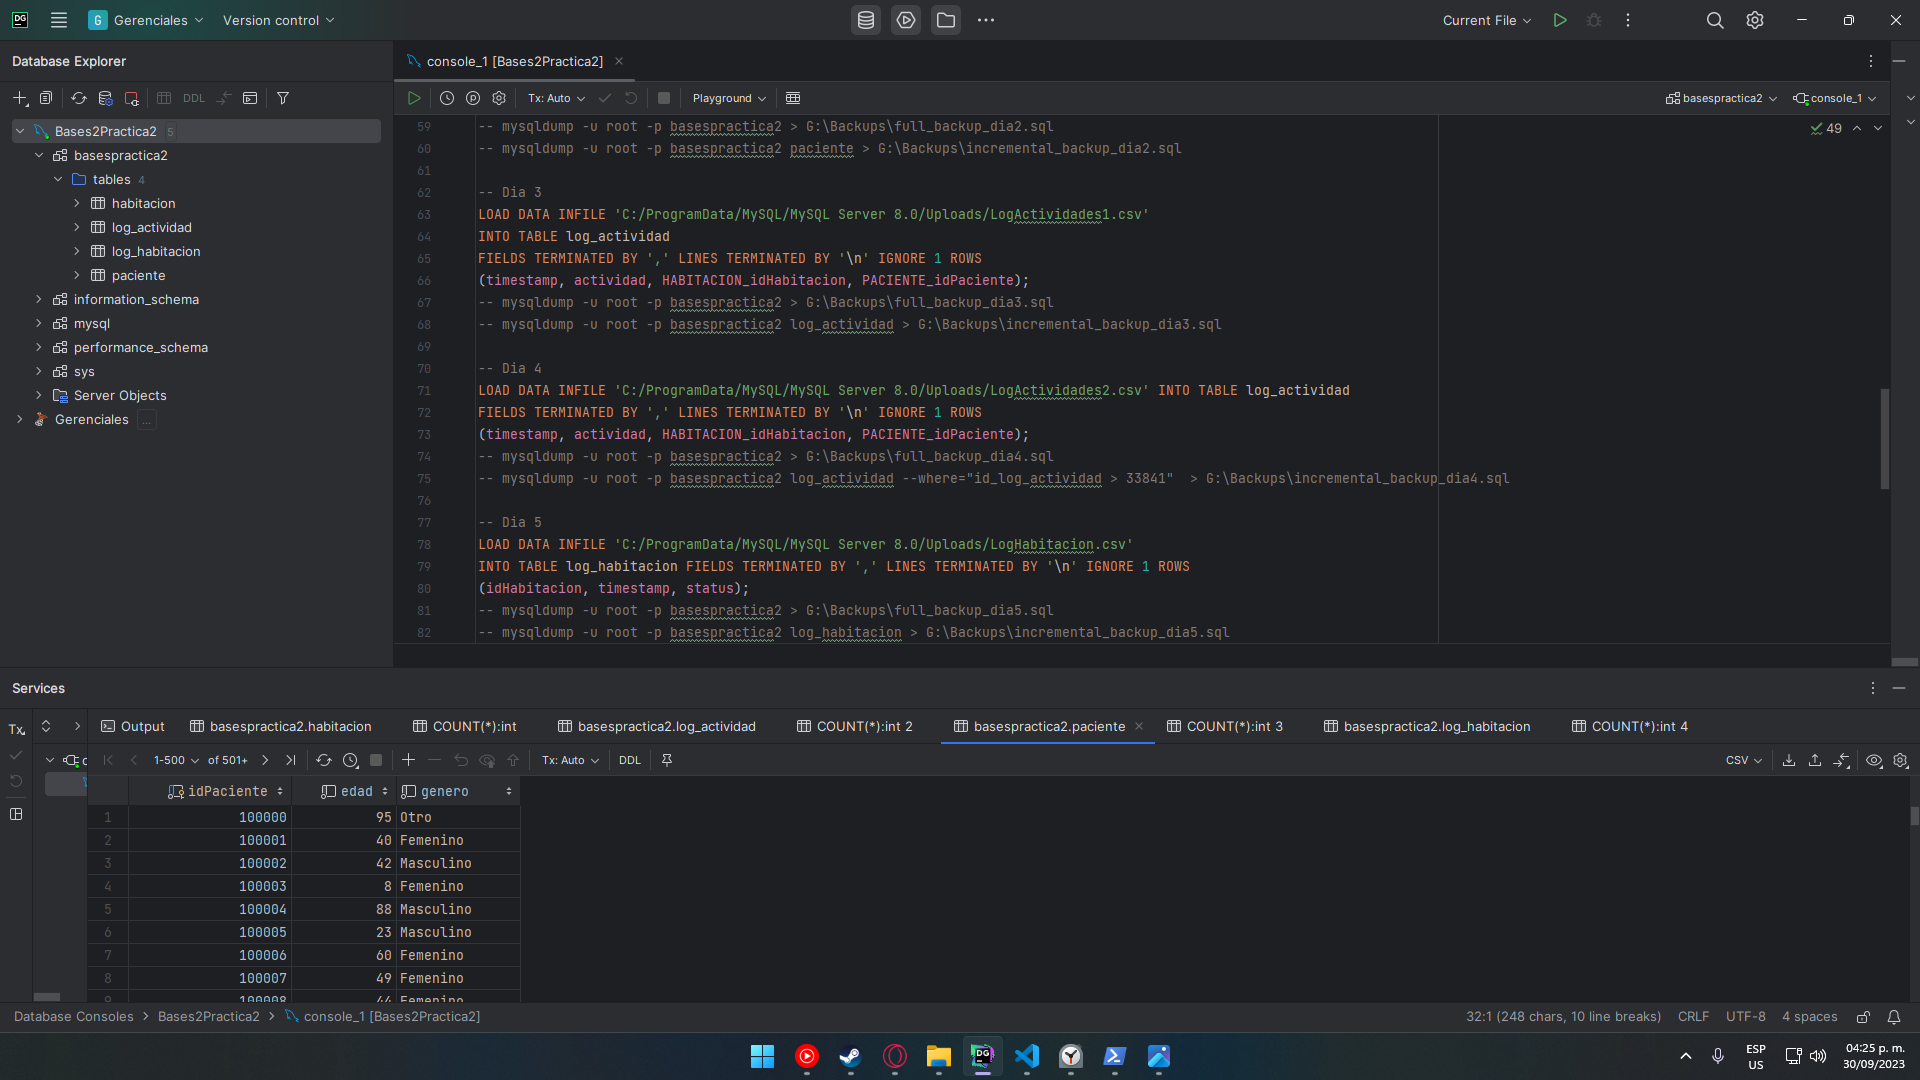 DG
G Gerenciales
Version control
Current File
Database Explorer
console_1 [Bases2Practica2]
DDL
Tx: Auto
Playground
basespractica2
console_1
Bases2Practica2 5
basespractica2
tables 4
habitacion
log_actividad
log_habitacion
paciente
information_schema
mysql
performance_schema
sys
Server Objects
Gerenciales ...
49
59 -- mysqldump -u root -p basespractica2 > G:\Backups\full_backup_dia2.sql
60 -- mysqldump -u root -p basespractica2 paciente > G:\Backups\incremental_backup_dia2.sql
61
62 -- Dia 3
63 LOAD DATA INFILE 'C:/ProgramData/MySQL/MySQL Server 8.0/Uploads/LogActividades1.csv'
64 INTO TABLE log_actividad
65 FIELDS TERMINATED BY ',' LINES TERMINATED BY '\n' IGNORE 1 ROWS
66 (timestamp, actividad, HABITACION_idHabitacion, PACIENTE_idPaciente);
67 -- mysqldump -u root -p basespractica2 > G:\Backups\full_backup_dia3.sql
68 -- mysqldump -u root -p basespractica2 log_actividad > G:\Backups\incremental_backup_dia3.sql
69
70 -- Dia 4
71 LOAD DATA INFILE 'C:/ProgramData/MySQL/MySQL Server 8.0/Uploads/LogActividades2.csv' INTO TABLE log_actividad
72 FIELDS TERMINATED BY ',' LINES TERMINATED BY '\n' IGNORE 1 ROWS
73 (timestamp, actividad, HABITACION_idHabitacion, PACIENTE_idPaciente);
74 -- mysqldump -u root -p basespractica2 > G:\Backups\full_backup_dia4.sql
75 -- mysqldump -u root -p basespractica2 log_actividad --where="id_log_actividad > 33841"  > G:\Backups\incremental_backup_dia4.sql
76
77 -- Dia 5
78 LOAD DATA INFILE 'C:/ProgramData/MySQL/MySQL Server 8.0/Uploads/LogHabitacion.csv'
79 INTO TABLE log_habitacion FIELDS TERMINATED BY ',' LINES TERMINATED BY '\n' IGNORE 1 ROWS
80 (idHabitacion, timestamp, status);
81 -- mysqldump -u root -p basespractica2 > G:\Backups\full_backup_dia5.sql
82 -- mysqldump -u root -p basespractica2 log_habitacion > G:\Backups\incremental_backup_dia5.sql
Services
Tx
Output
basespractica2.habitacion
COUNT(*):int
basespractica2.log_actividad
COUNT(*):int 2
basespractica2.paciente
COUNT(*):int 3
basespractica2.log_habitacion
COUNT(*):int 4
1-500 of 501+
Tx: Auto
DDL
CSV
idPaciente edad genero
1 100000 95 Otro
2 100001 40 Femenino
3 100002 42 Masculino
4 100003 8 Femenino
5 100004 88 Masculino
6 100005 23 Masculino
7 100006 60 Femenino
8 100007 49 Femenino
9 100008 44 Femenino
Database Consoles > Bases2Practica2 > console_1 [Bases2Practica2]
32:1 (248 chars, 10 line breaks) CRLF UTF-8 4 spaces
DG
ESP
US
04:25 p. m.
30/09/2023